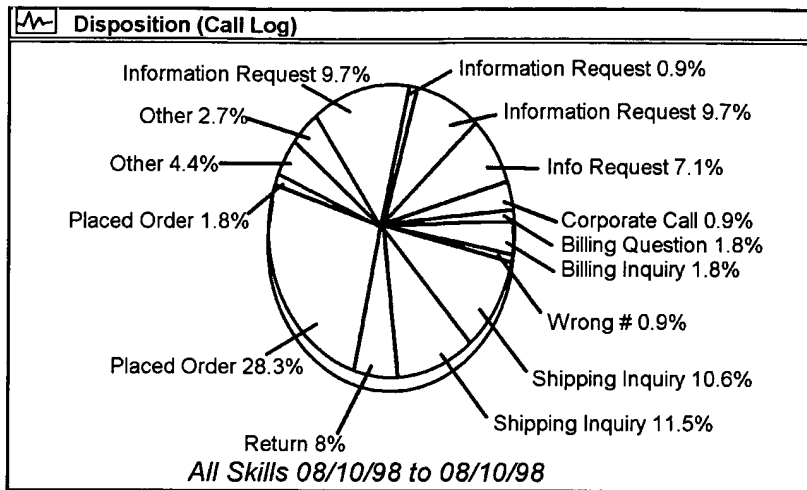 Disposition (Call Log)
Information Request 9.7%
Information Request 0.9%
Other 2.7%
Information Request 9.7%
Other 4.4%
Info Request 7.1%
Placed Order 1.8%
Corporate Call 0.9%
Billing Question 1.8%
Billing Inquiry 1.8%
Wrong # 0.9%
Placed Order 28.3%
Shipping Inquiry 10.6%
Shipping Inquiry 11.5%
Return 8%
All Skills 08/10/98 to 08/10/98